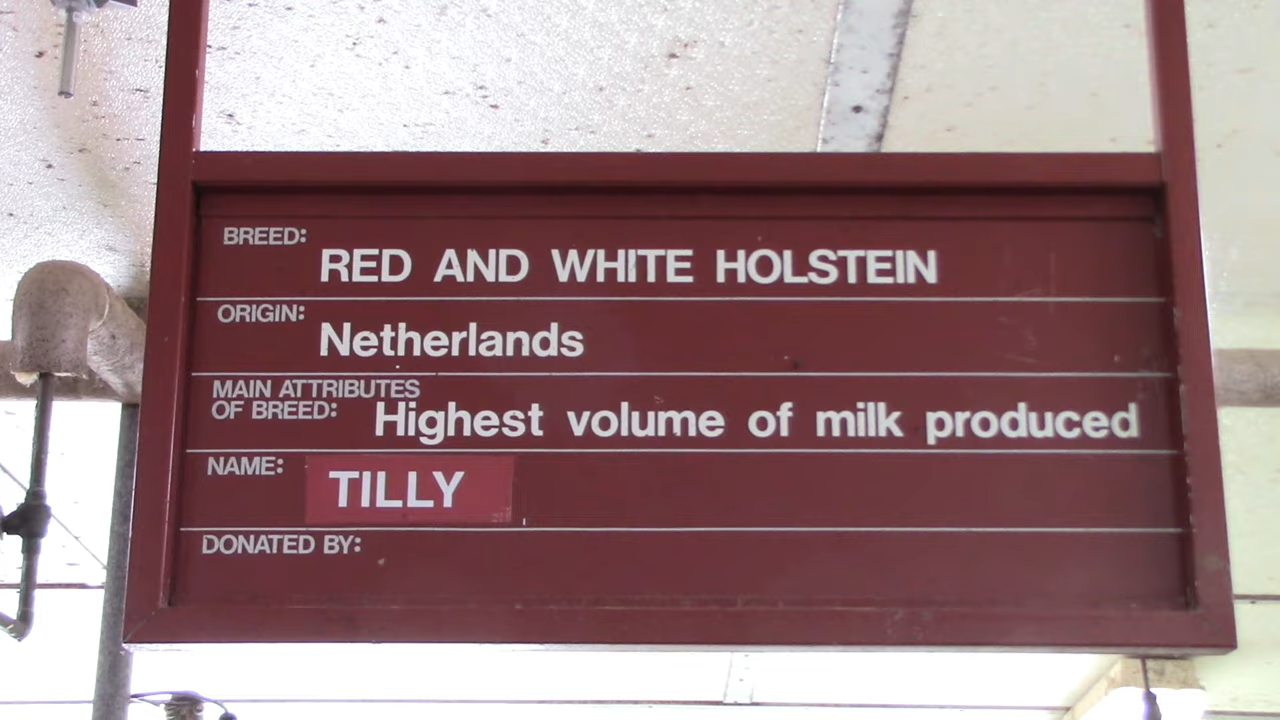 BREED:
RED AND WHITE HOLSTEIN
ORIGIN:
Netherlands
MAIN ATTRIBUTES
OF BREED: Highest volume of milk produced
NAME:
TILLY
DONATED BY: